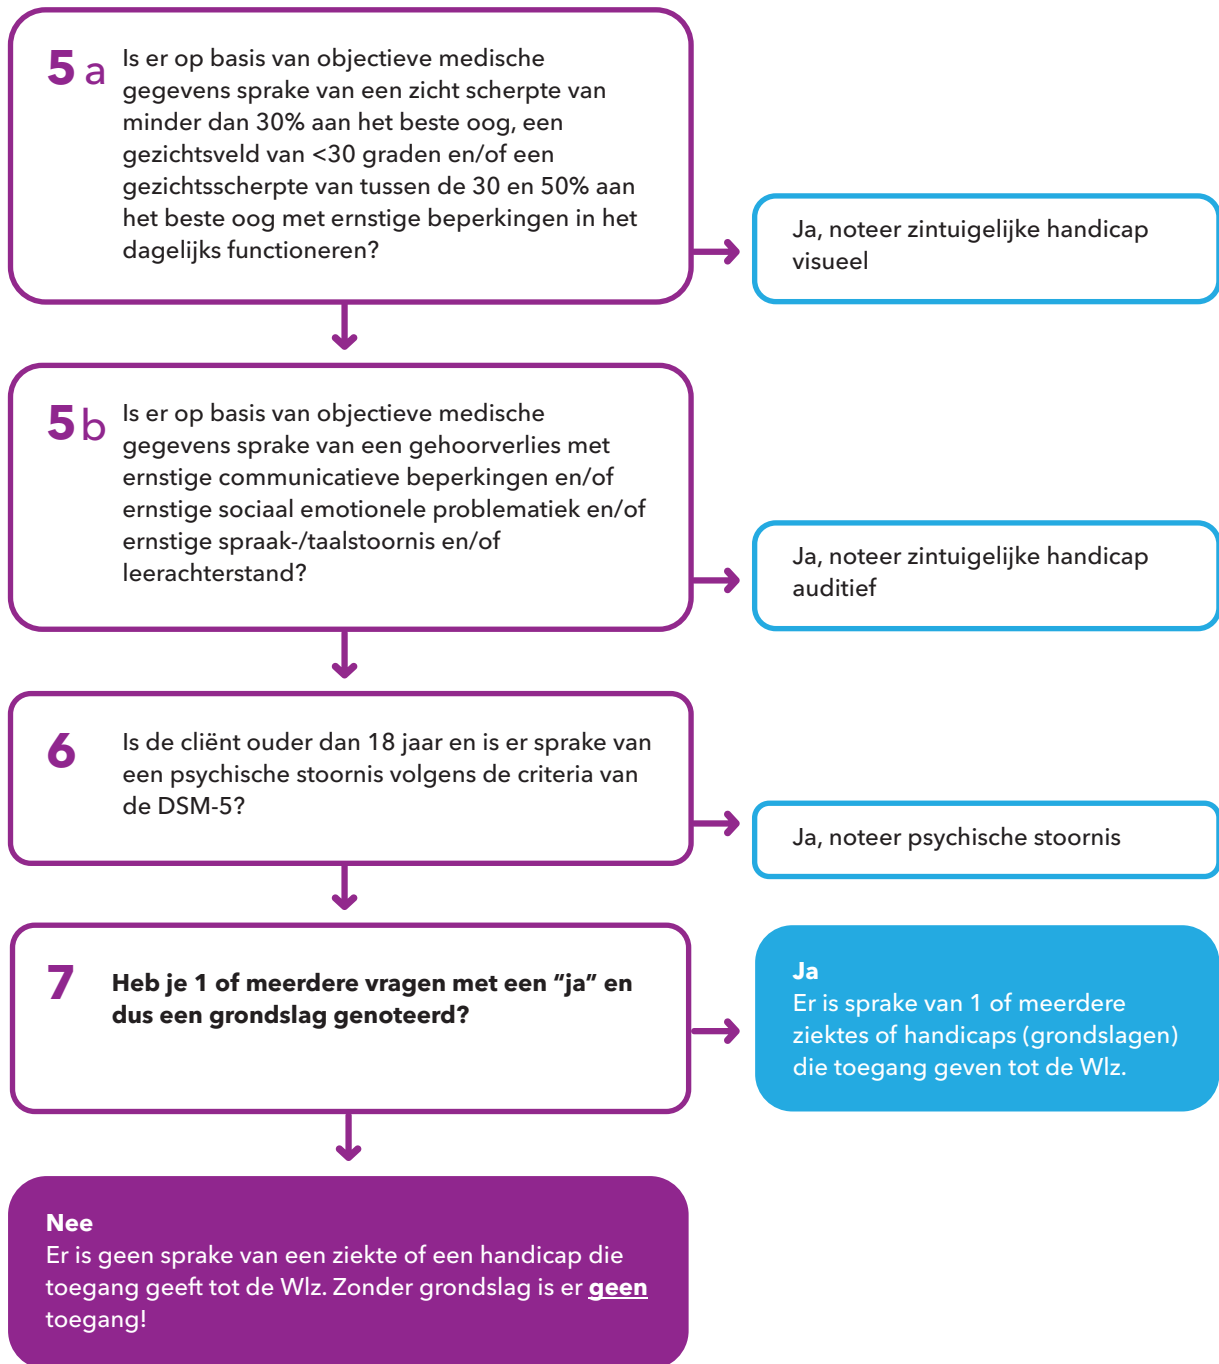 5 a Is er op basis van objectieve medische
gegevens sprake van een zicht scherpte van
minder dan 30% aan het beste oog, een
gezichtsveld van <30 graden en/of een
gezichtsscherpte van tussen de 30 en 50% aan
het beste oog met ernstige beperkingen in het
dagelijks functioneren?
Ja, noteer zintuigelijke handicap
visueel
5b Is er op basis van objectieve medische
gegevens sprake van een gehoorverlies met
ernstige communicatieve beperkingen en/of
ernstige sociaal emotionele problematiek en/of
ernstige spraak-/taalstoornis en/of
leerachterstand?
Ja, noteer zintuigelijke handicap
auditief
6 Is de cliënt ouder dan 18 jaar en is er sprake van
een psychische stoornis volgens de criteria van
de DSM-5?
Ja, noteer psychische stoornis
7 Heb je 1 of meerdere vragen met een “ja” en
dus een grondslag genoteerd?
Ja
Er is sprake van 1 of meerdere
ziektes of handicaps (grondslagen)
die toegang geven tot de Wlz.
Nee
Er is geen sprake van een ziekte of een handicap die
toegang geeft tot de Wlz. Zonder grondslag is er geen
toegang!